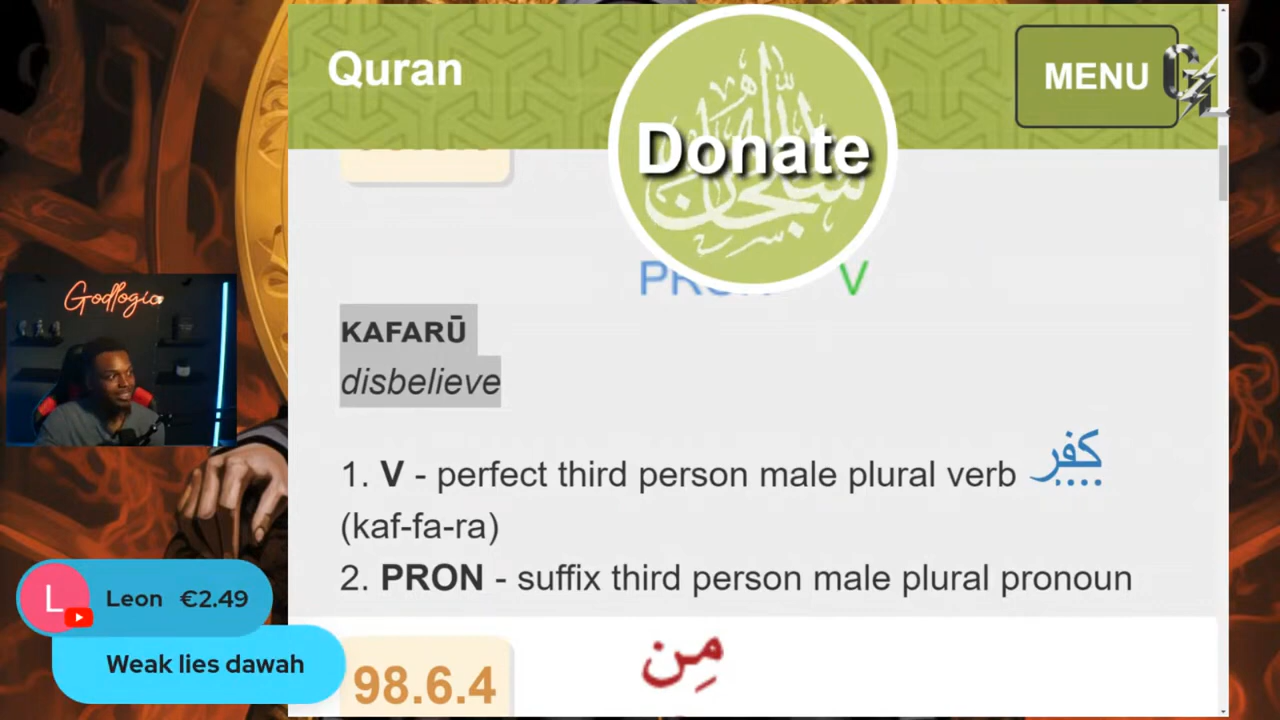 Quran
Donate
MENU
GL
V
Godlogic
KAFARŪ
disbelieve
1. V - perfect third person male plural verb كفر
(kaf-fa-ra)
2. PRON - suffix third person male plural pronoun
L Leon €2.49
Weak lies dawah
98.6.4
مِن